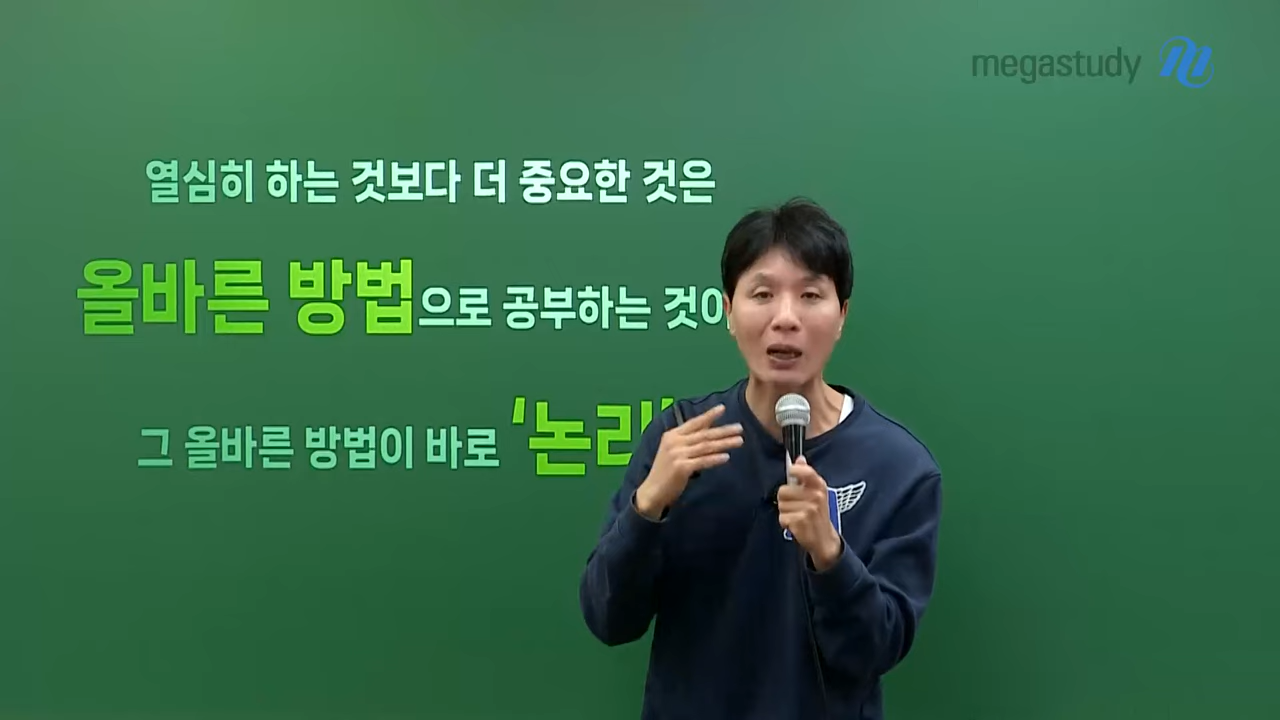 megastudy
열심히 하는 것보다 더 중요한 것은
올바른 방법으로 공부하는 것이
그 올바른 방법이 바로 '논리'